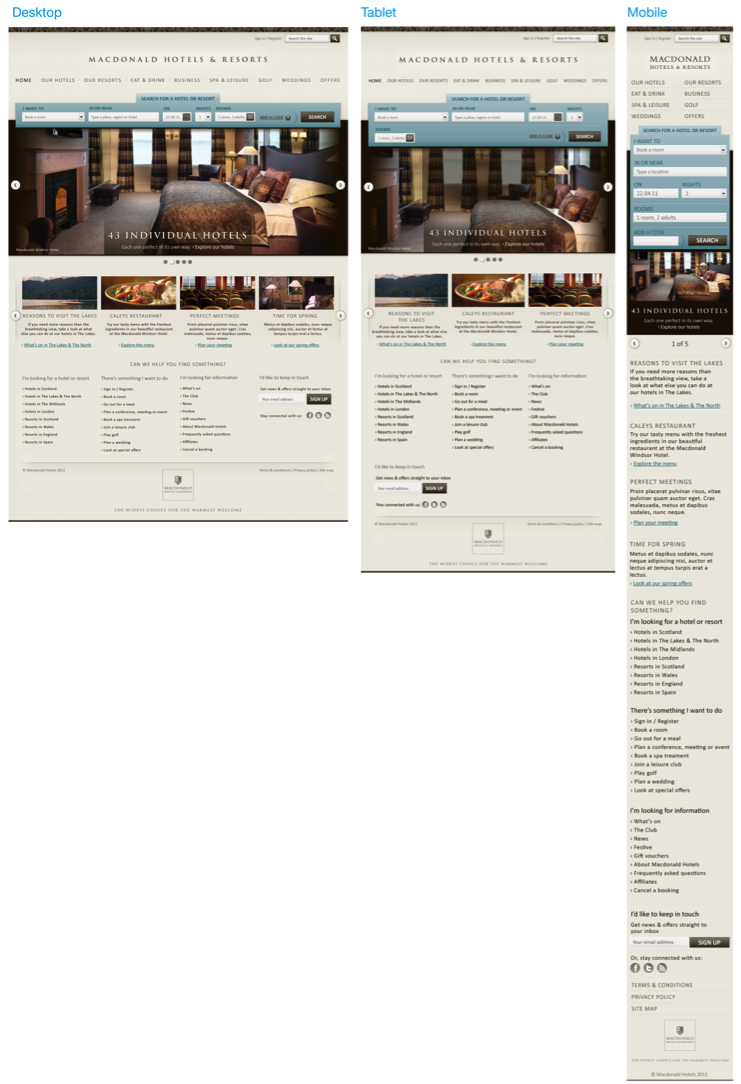 Desktop
Sign in / Register
Search the site
MACDONALD HOTELS & RESORTS
HOME OUR HOTELS OUR RESORTS EAT & DRINK BUSINESS SPA & LEISURE GOLF WEDDINGS OFFERS
SEARCH FOR A HOTEL OR RESORT
I WANT TO IN OR NEAR ON NIGHTS ROOMS
Book a room Type a place, region or hotel 22.04.11 1 1 room, 2 adults ADD A CODE SEARCH
43 INDIVIDUAL HOTELS
Each one perfect in its own way. › Explore our hotels
Macdonald Windsor Hotel
REASONS TO VISIT THE LAKES
If you need more reasons than the
breathtaking view, take a look at what
else you can do at our hotels in the Lakes
› What's on in The Lakes & The North
CALEYS RESTAURANT
Try our tasty menu with the freshest
ingredients in our beautiful restaurant
at the Macdonald Windsor Hotel.
› Explore the menu
PERFECT MEETINGS
Proin placerat pulvinar risus, vitae
pulvinar quam auctor eget. Cras
malesuada, metus et dapibus
sodales, nunc neque.
› Plan your meeting
TIME FOR SPRING
Metus et dapibus sodales, nunc
neque adipiscing nisi, auctor et
lectus at tempus.
› Look at our spring offers
CAN WE HELP YOU FIND SOMETHING?
I'm looking for a hotel or resort
› Hotels in Scotland
› Hotels in The Lakes & The North
› Hotels in The Midlands
› Hotels in London
› Resorts in Scotland
› Resorts in Wales
› Resorts in England
› Resorts in Spain
There's something I want to do
› Sign in / Register
› Book a room
› Go out for a meal
› Plan a conference, meeting or event
› Book a spa treatment
› Join a leisure club
› Play golf
› Plan a wedding
› Look at special offers
I'm looking for information
› What's on
› The Club
› News
› Festive
› Gift vouchers
› About Macdonald Hotels
› Frequently asked questions
› Affiliates
› Cancel a booking
I'd like to keep in touch
Get news & offers straight to your inbox
Your email address SIGN UP
Stay connected with us:
© Macdonald Hotels 2011
Terms & conditions | Privacy policy | Site map
MACDONALD
HOTELS & RESORTS
THE WIDEST CHOICE FOR THE WARMEST WELCOME
Tablet
Sign in / Register
Search the site
MACDONALD HOTELS & RESORTS
HOME OUR HOTELS OUR RESORTS EAT & DRINK BUSINESS SPA & LEISURE GOLF WEDDINGS OFFERS
SEARCH FOR A HOTEL OR RESORT
I WANT TO IN OR NEAR ON NIGHTS
Book a room Type a place, region or hotel 22.04.11 1
ROOMS
1 room, 2 adults ADD A CODE SEARCH
43 INDIVIDUAL HOTELS
Each one perfect in its own way. › Explore our hotels
Macdonald Windsor Hotel
REASONS TO VISIT
THE LAKES
If you need more reasons than the
breathtaking view, take a look at what
else you can do at our hotels in the Lakes
› What's on in The Lakes & The North
CALEYS RESTAURANT
Try our tasty menu with the freshest
ingredients in our beautiful restaurant
at the Macdonald Windsor Hotel.
› Explore the menu
PERFECT MEETINGS
Proin placerat pulvinar risus, vitae
pulvinar quam auctor eget. Cras
malesuada, metus et dapibus
sodales, nunc neque.
› Plan your meeting
CAN WE HELP YOU FIND SOMETHING?
I'm looking for a hotel or resort
› Hotels in Scotland
› Hotels in The Lakes & The North
› Hotels in The Midlands
› Hotels in London
› Resorts in Scotland
› Resorts in Wales
› Resorts in England
› Resorts in Spain
There's something I want to do
› Sign in / Register
› Book a room
› Go out for a meal
› Plan a conference, meeting or event
› Book a spa treatment
› Join a leisure club
› Play golf
› Plan a wedding
› Look at special offers
I'm looking for information
› What's on
› The Club
› News
› Festive
› Gift vouchers
› About Macdonald Hotels
› Frequently asked questions
› Affiliates
› Cancel a booking
I'd like to keep in touch
Get news & offers straight to your inbox
Your email address SIGN UP
Stay connected with us:
© Macdonald Hotels 2011
Terms & conditions | Privacy policy | Site map
MACDONALD
HOTELS & RESORTS
THE WIDEST CHOICE FOR THE WARMEST WELCOME
Mobile
Sign in / Register
Search the site
MACDONALD
HOTELS & RESORTS
OUR HOTELS OUR RESORTS
EAT & DRINK BUSINESS
SPA & LEISURE GOLF
WEDDINGS OFFERS
SEARCH FOR A HOTEL OR RESORT
I WANT TO
Book a room
IN OR NEAR
Type a location
ON NIGHTS
22.04.11 1
ROOMS
1 room, 2 adults
ADD A CODE
SEARCH
43 INDIVIDUAL HOTELS
Each one perfect in its own way.
› Explore our hotels
1 of 5
REASONS TO VISIT THE LAKES
If you need more reasons than
the breathtaking view, take a
look at what else you can do at
our hotels in the Lakes
› What's on in The Lakes & The North
CALEYS RESTAURANT
Try our tasty menu with the freshest
ingredients in our beautiful
restaurant at the Macdonald
Windsor Hotel.
› Explore the menu
PERFECT MEETINGS
Proin placerat pulvinar risus, vitae
pulvinar quam auctor eget. Cras
malesuada, metus et dapibus
sodales, nunc neque.
› Plan your meeting
TIME FOR SPRING
Metus et dapibus sodales, nunc
neque adipiscing nisi, auctor et
lectus at tempus turpis erat a
lectus.
› Look at our spring offers
CAN WE HELP YOU FIND
SOMETHING?
I'm looking for a hotel or resort
› Hotels in Scotland
› Hotels in The Lakes & The North
› Hotels in The Midlands
› Hotels in London
› Resorts in Scotland
› Resorts in Wales
› Resorts in England
› Resorts in Spain
There's something I want to do
› Sign in / Register
› Book a room
› Go out for a meal
› Plan a conference, meeting or event
› Book a spa treament
› Join a leisure club
› Play golf
› Plan a wedding
› Look at special offers
I'm looking for information
› What's on
› The Club
› News
› Festive
› Gift vouchers
› About Macdonald Hotels
› Frequently asked questions
› Affiliates
› Cancel a booking
I'd like to keep in touch
Get news & offers straight to
your inbox
Your email address SIGN UP
Or, stay connected with us:
TERMS & CONDITIONS
PRIVACY POLICY
SITE MAP
MACDONALD
HOTELS & RESORTS
THE WIDEST CHOICE FOR THE WARMEST WELCOME
© Macdonald Hotels 2011